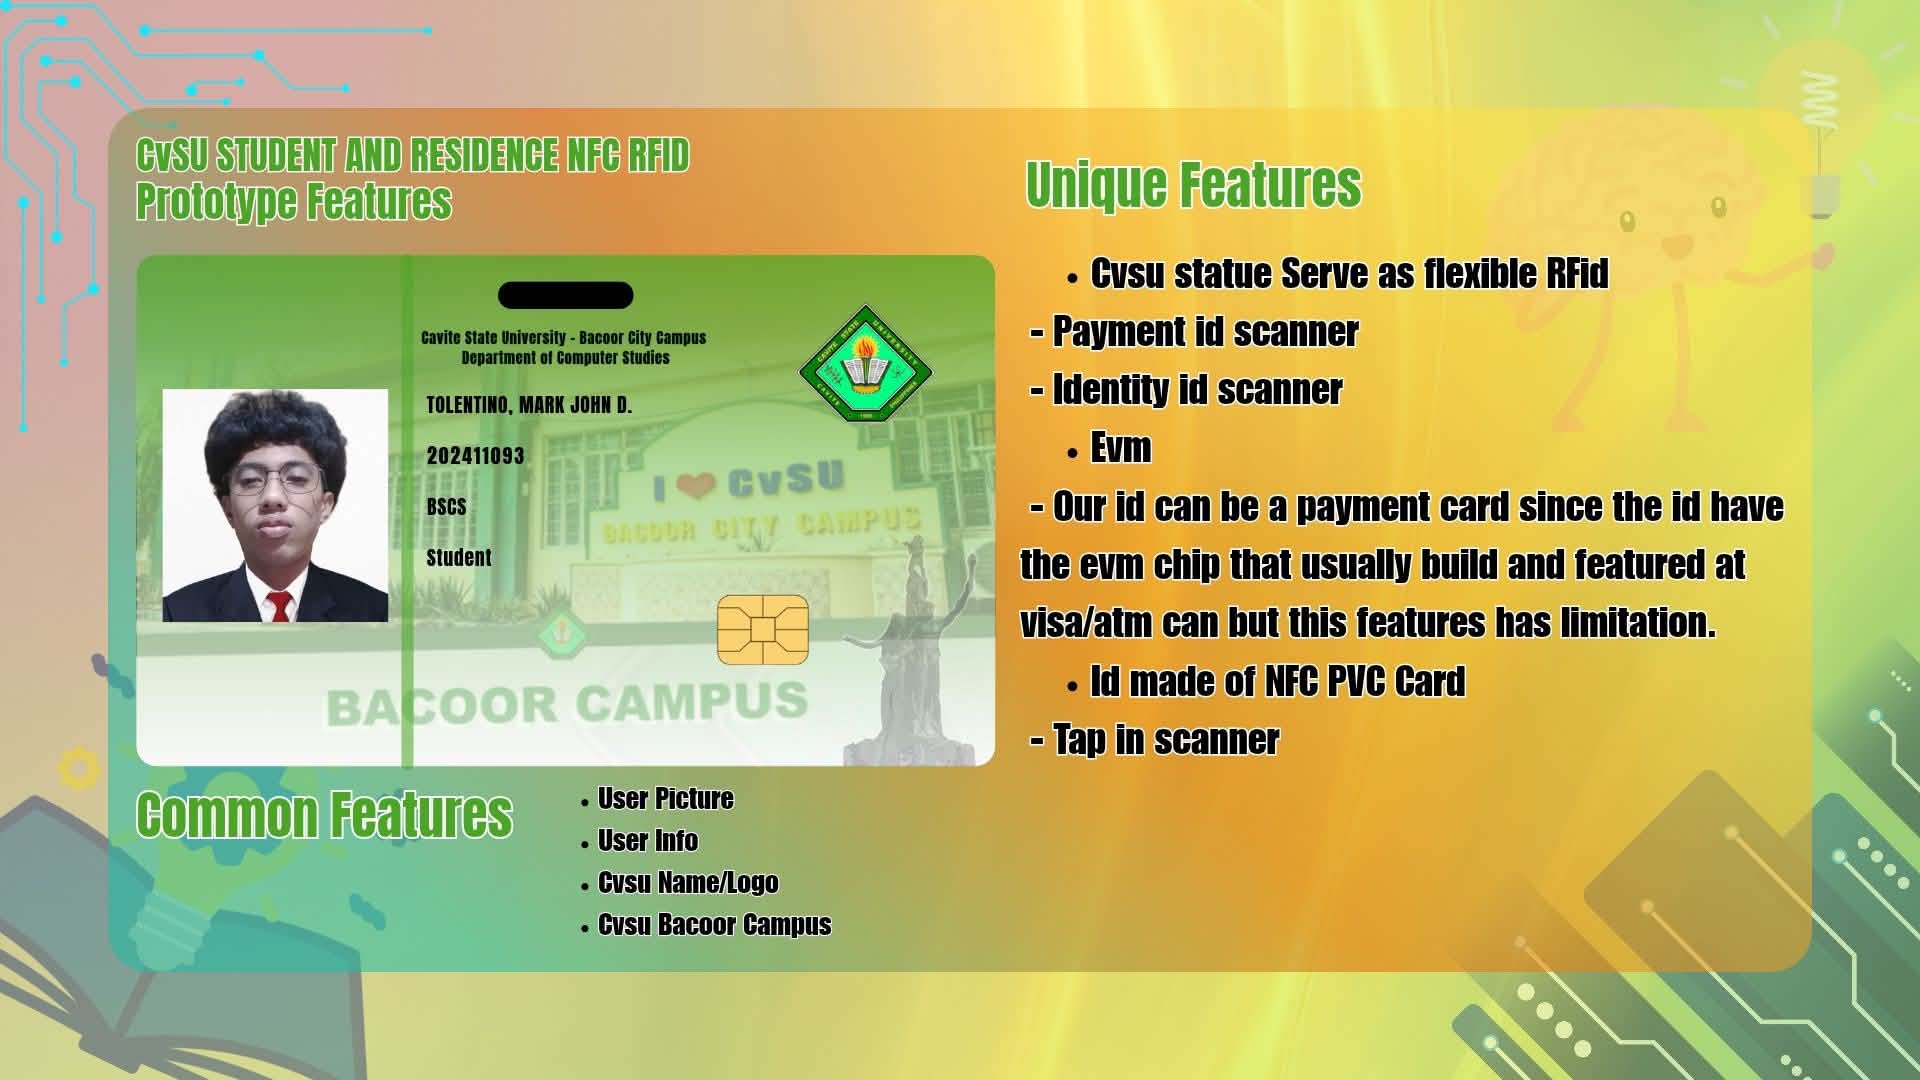 CvSU STUDENT AND RESIDENCE NFC RFID
Prototype Features
Cavite State University - Bacoor City Campus
Department of Computer Studies
TOLENTINO, MARK JOHN D.
202411093
BSCS
Student
CAVITE STATE UNIVERSITY
CAVITE
I ❤ CvSU
BACOOR CITY CAMPUS
BACOOR CAMPUS
Common Features
• User Picture
• User Info
• Cvsu Name/Logo
• Cvsu Bacoor Campus
Unique Features
• Cvsu statue Serve as flexible RFid
- Payment id scanner
- Identity id scanner
• Evm
- Our id can be a payment card since the id have
the evm chip that usually build and featured at
visa/atm can but this features has limitation.
• Id made of NFC PVC Card
- Tap in scanner